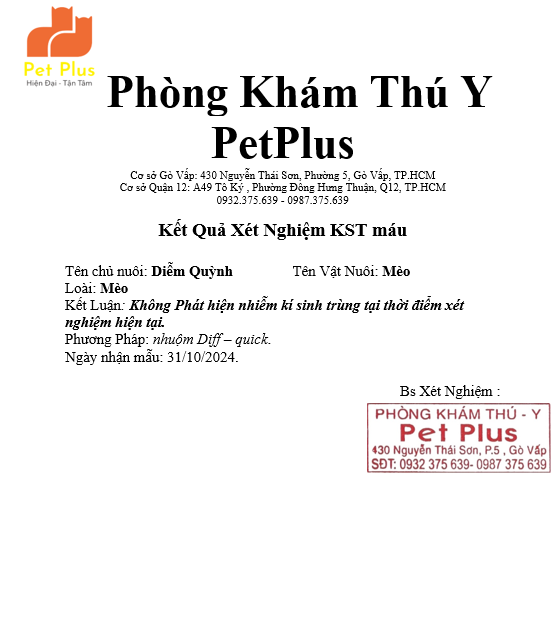 Pet Plus
Hiện Đại - Tận Tâm
Phòng Khám Thú Y
PetPlus
Cơ sở Gò Vấp: 430 Nguyễn Thái Sơn, Phường 5, Gò Vấp, TP.HCM
Cơ sở Quận 12: A49 Tô Ký , Phường Đông Hưng Thuận, Q12, TP.HCM
0932.375.639 - 0987.375.639
Kết Quả Xét Nghiệm KST máu
Tên chủ nuôi: Diễm Quỳnh Tên Vật Nuôi: Mèo
Loài: Mèo
Kết Luận: Không Phát hiện nhiễm kí sinh trùng tại thời điểm xét
nghiệm hiện tại.
Phương Pháp: nhuộm Diff – quick.
Ngày nhận mẫu: 31/10/2024.
Bs Xét Nghiệm :
PHÒNG KHÁM THÚ - Y
Pet Plus
430 Nguyễn Thái Sơn, P.5 , Gò Vấp
SĐT: 0932 375 639- 0987 375 639